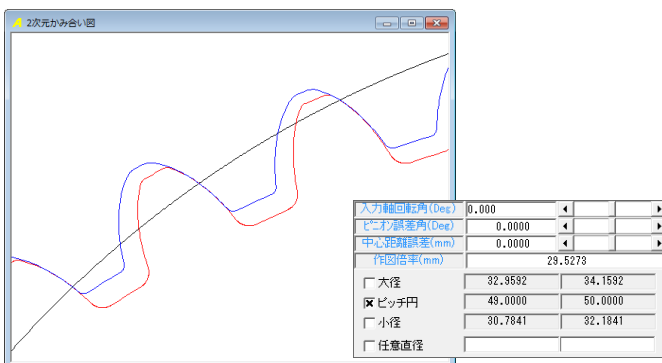 2次元かみ合い図
入力軸回転角(Deg) 0.000
ピニオン誤差角(Deg) 0.0000
中心距離誤差(mm) 0.0000
作図倍率(mm) 29.5273
大径 32.9592 34.1592
ピッチ円 49.0000 50.0000
小径 30.7841 32.1841
任意直径